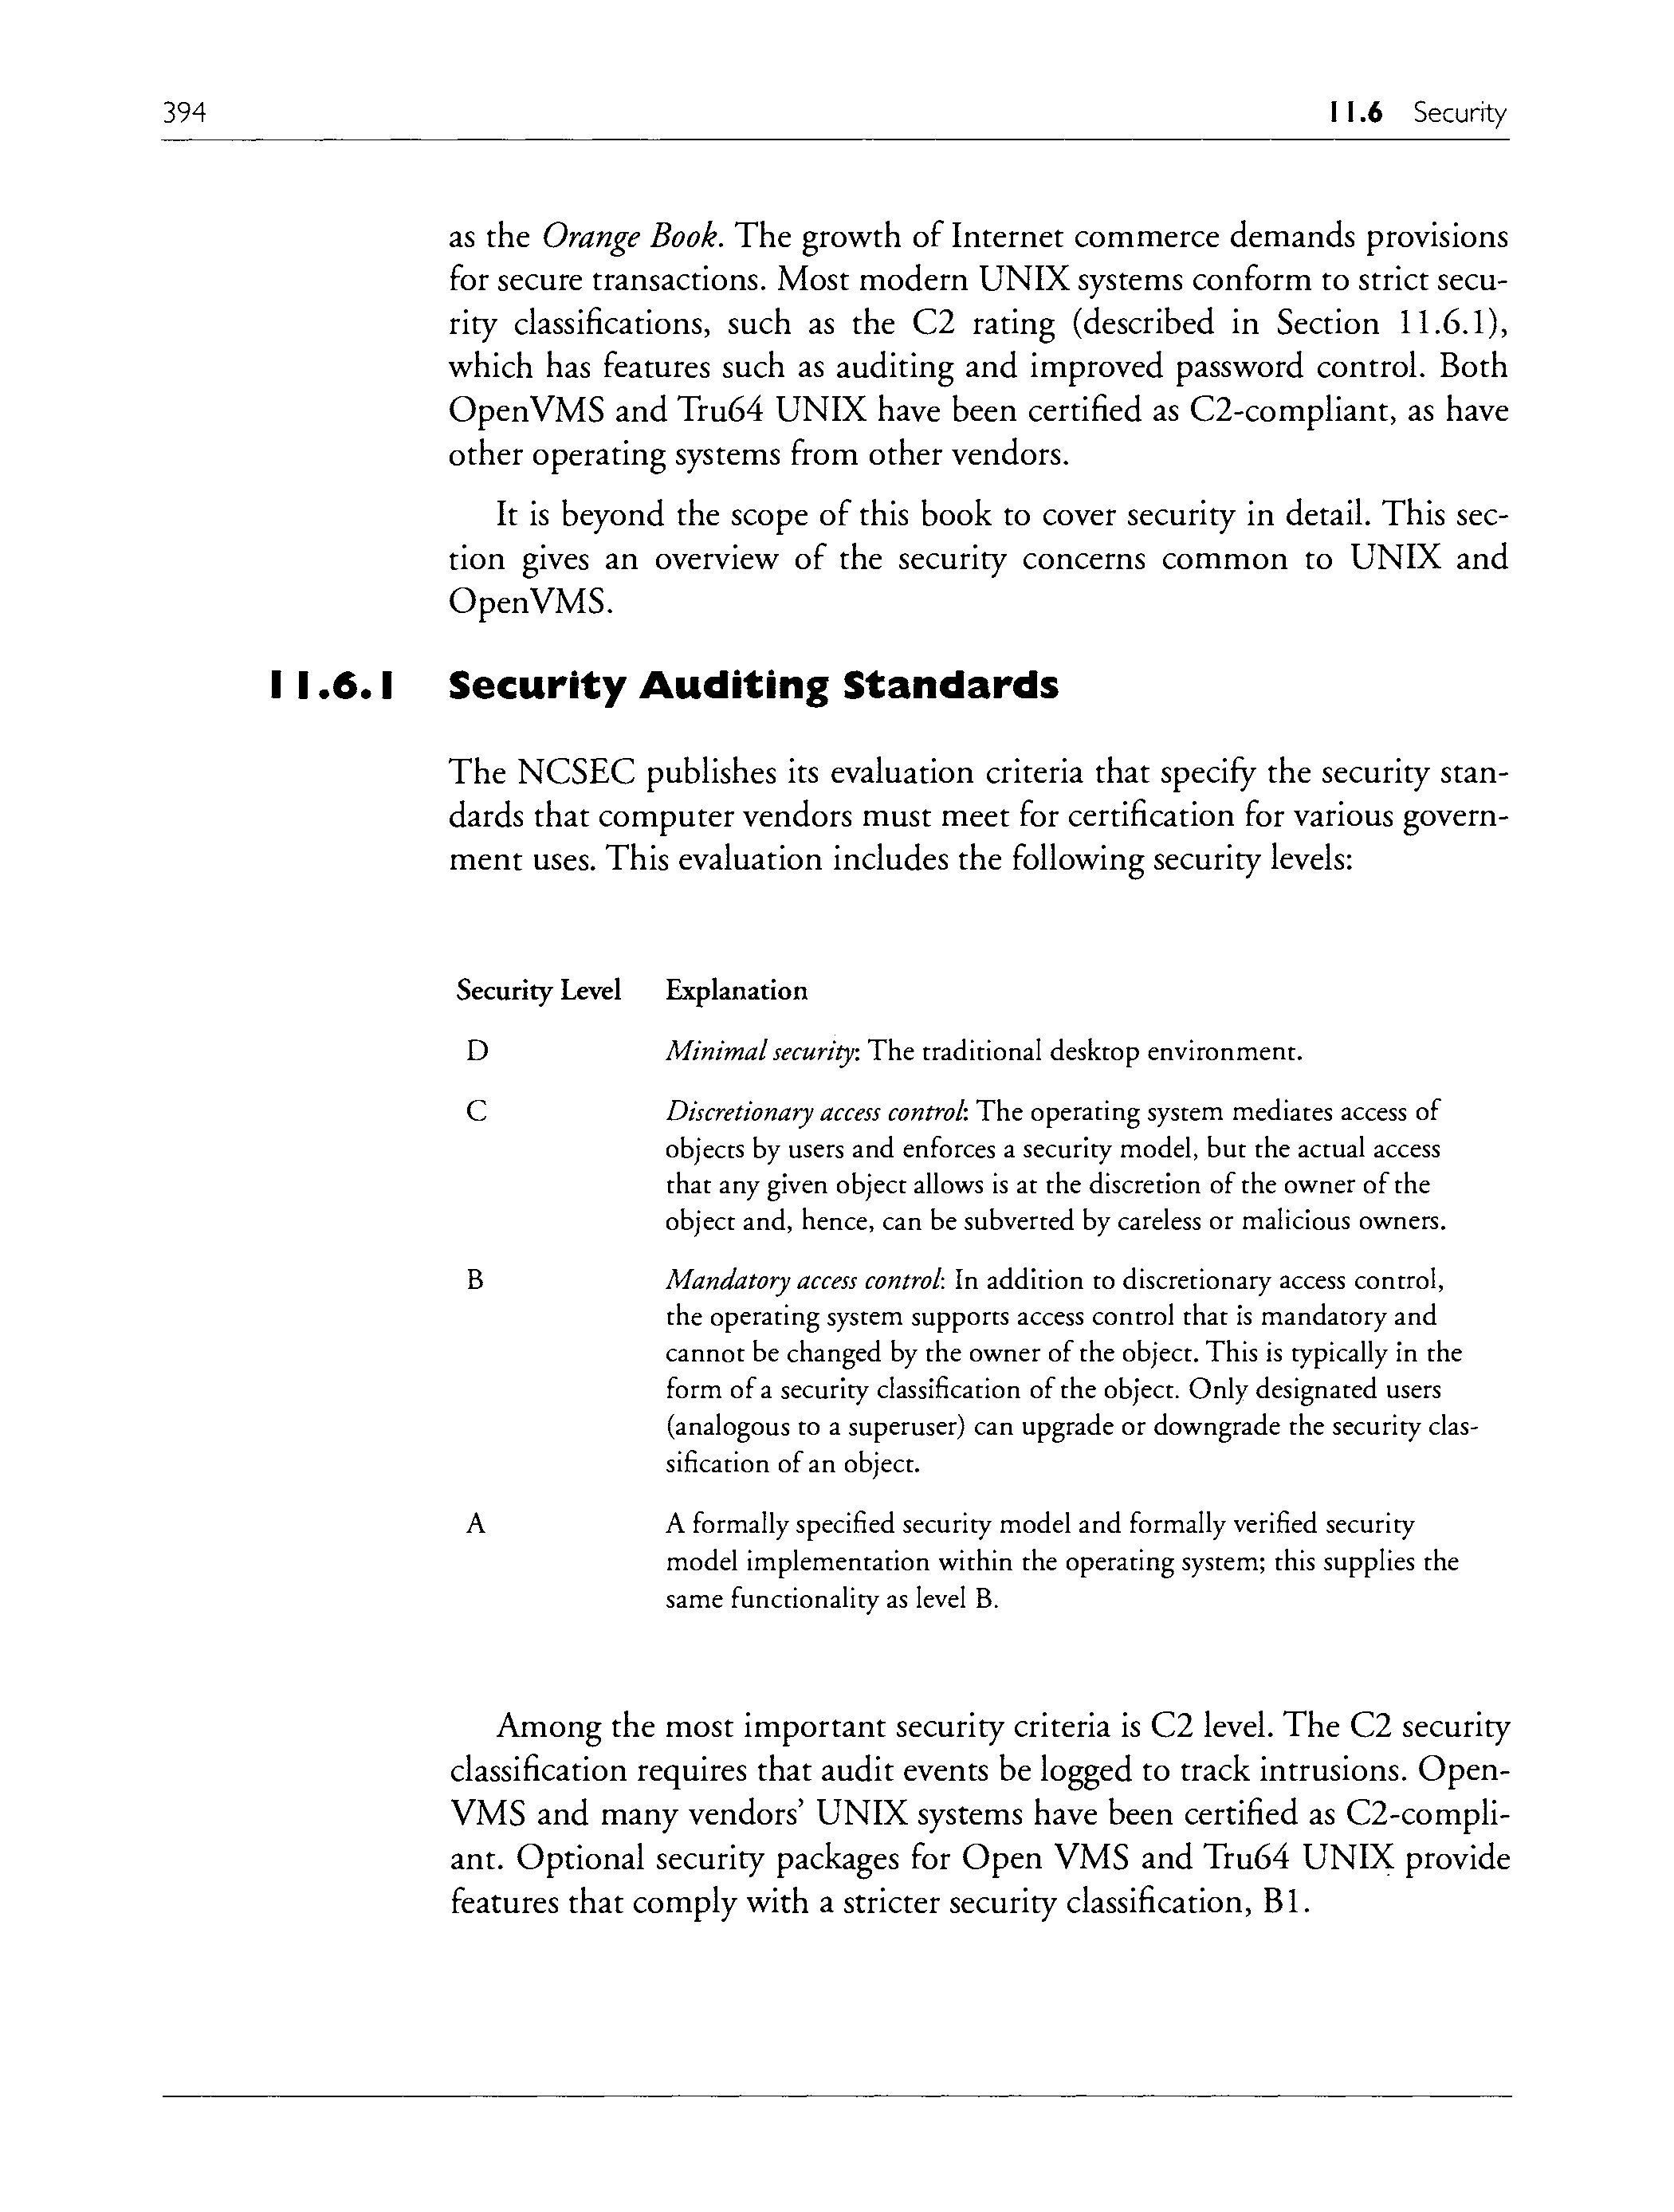 394
11.6 Security
as the Orange Book. The growth of Internet commerce demands provisions
for secure transactions. Most modern UNIX systems conform to strict secu-
rity classifications, such as the C2 rating (described in Section 11.6.1),
which has features such as auditing and improved password control. Both
OpenVMS and Tru64 UNIX have been certified as C2-compliant, as have
other operating systems from other vendors.
It is beyond the scope of this book to cover security in detail. This sec-
tion gives an overview of the security concerns common to UNIX and
OpenVMS.
11.6.1 Security Auditing Standards
The NCSEC publishes its evaluation criteria that specify the security stan-
dards that computer vendors must meet for certification for various govern-
ment uses. This evaluation includes the following security levels:
Security Level Explanation
D Minimal security: The traditional desktop environment.
C Discretionary access control: The operating system mediates access of
objects by users and enforces a security model, but the actual access
that any given object allows is at the discretion of the owner of the
object and, hence, can be subverted by careless or malicious owners.
B Mandatory access control: In addition to discretionary access control,
the operating system supports access control that is mandatory and
cannot be changed by the owner of the object. This is typically in the
form of a security classification of the object. Only designated users
(analogous to a superuser) can upgrade or downgrade the security clas-
sification of an object.
A A formally specified security model and formally verified security
model implementation within the operating system; this supplies the
same functionality as level B.
Among the most important security criteria is C2 level. The C2 security
classification requires that audit events be logged to track intrusions. Open-
VMS and many vendors' UNIX systems have been certified as C2-compli-
ant. Optional security packages for Open VMS and Tru64 UNIX provide
features that comply with a stricter security classification, B1.